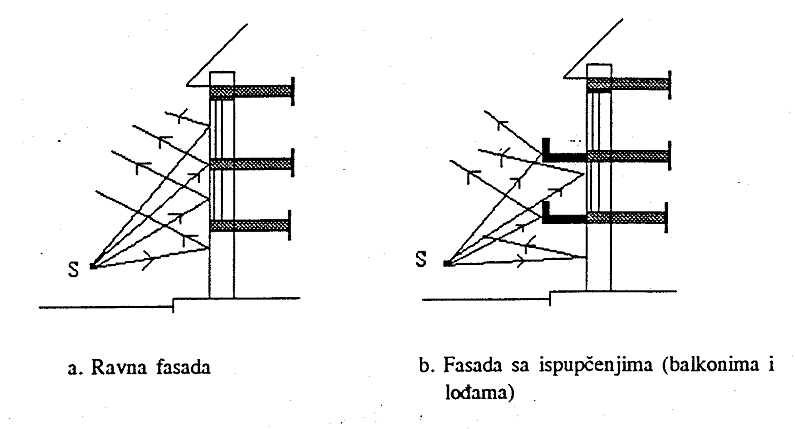 S
S
a. Ravna fasada
b. Fasada sa ispupčenjima (balkonima i
lođama)